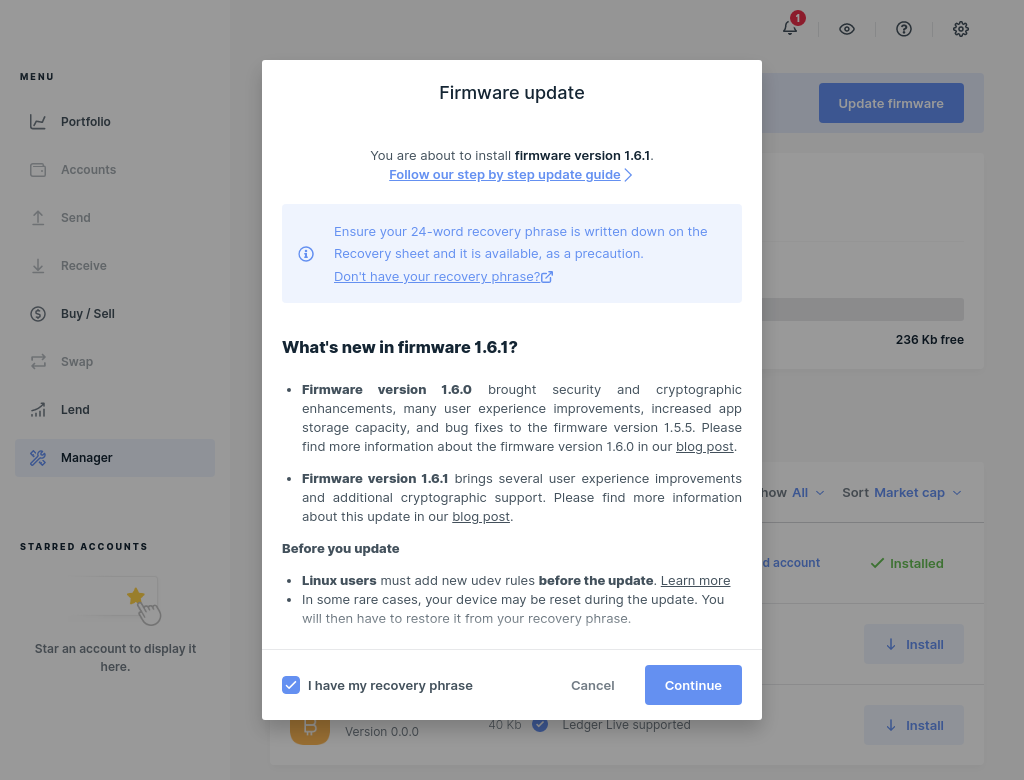 1
MENU
Portfolio
Accounts
Send
Receive
Buy / Sell
Swap
Lend
Manager
STARRED ACCOUNTS
Star an account to display it
here.
Update firmware
236 Kb free
Show All Sort Market cap
account
Installed
Install
Version 0.0.0 40 Kb Ledger Live supported
Install
Firmware update
You are about to install firmware version 1.6.1.
Follow our step by step update guide
Ensure your 24-word recovery phrase is written down on the
Recovery sheet and it is available, as a precaution.
Don't have your recovery phrase?
What's new in firmware 1.6.1?
• Firmware version 1.6.0 brought security and cryptographic
enhancements, many user experience improvements, increased app
storage capacity, and bug fixes to the firmware version 1.5.5. Please
find more information about the firmware version 1.6.0 in our blog post.
• Firmware version 1.6.1 brings several user experience improvements
and additional cryptographic support. Please find more information
about this update in our blog post.
Before you update
• Linux users must add new udev rules before the update. Learn more
• In some rare cases, your device may be reset during the update. You
will then have to restore it from your recovery phrase.
I have my recovery phrase
Cancel
Continue